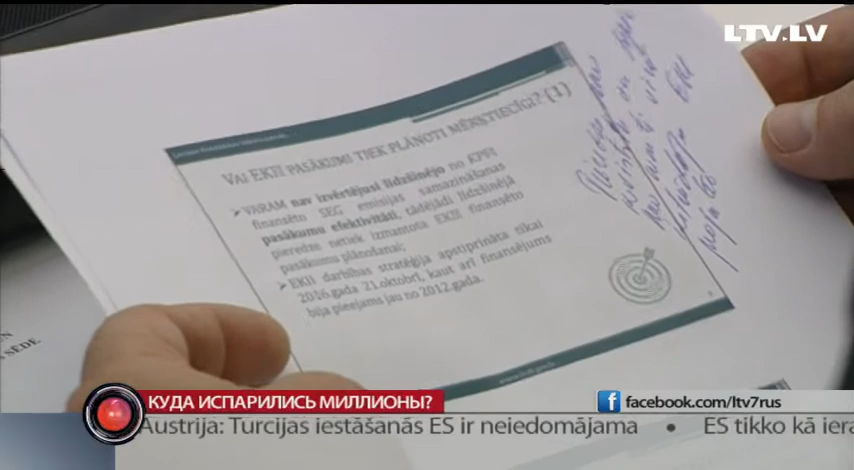 LTV.LV
VAI EKII PASĀKUMI TIEK PLĀNOTI MĒRĶTIECĪGI? (1)
➢VARAM nav izvērtējusi līdzšinējo no KPFI
finansēto SEG emisijas samazināšanas
pasākumu efektivitāti, tādējādi līdzšinējā
pieredze netiek izmantota EKII finansēto
pasākumu plānošanai;
➢EKII darbības stratēģija apstiprināta tikai
2016.gada 21.oktobrī, kaut arī finansējums
bija pieejams jau no 2012.gada.
SĒDE
КУДА ИСПАРИЛИСЬ МИЛЛИОНЫ?
facebook.com/ltv7rus
Austrija: Turcijas iestāšanās ES ir neiedomājama • ES tikko kā iera